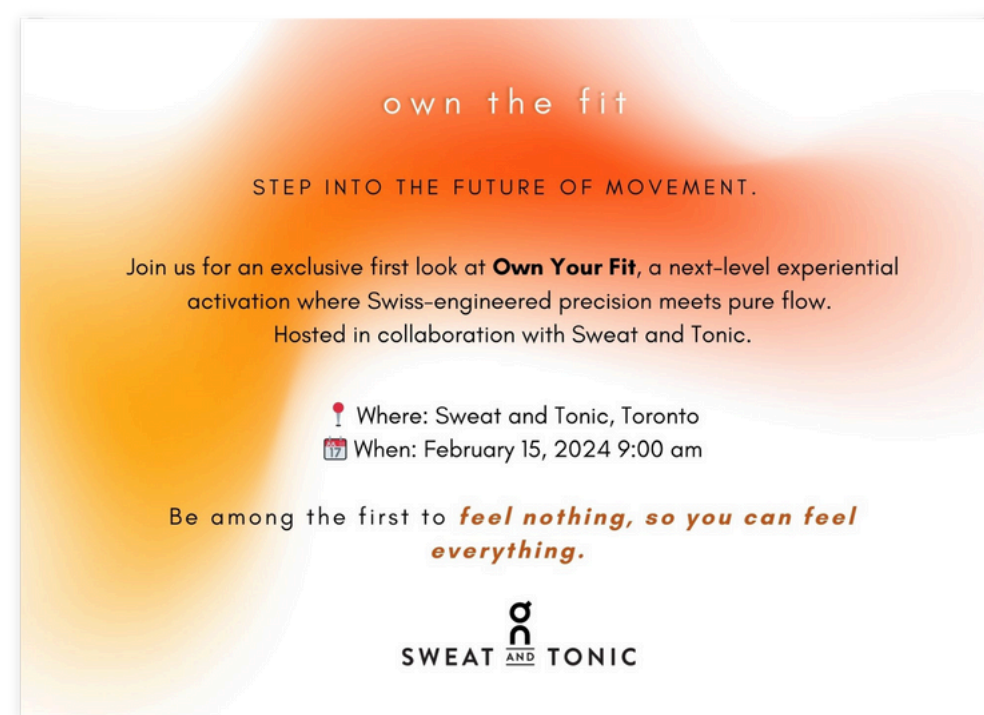 own the fit
STEP INTO THE FUTURE OF MOVEMENT.
Join us for an exclusive first look at Own Your Fit, a next-level experiential
activation where Swiss-engineered precision meets pure flow.
Hosted in collaboration with Sweat and Tonic.
📍 Where: Sweat and Tonic, Toronto
📅 When: February 15, 2024 9:00 am
Be among the first to feel nothing, so you can feel
everything.
On
SWEAT AND TONIC